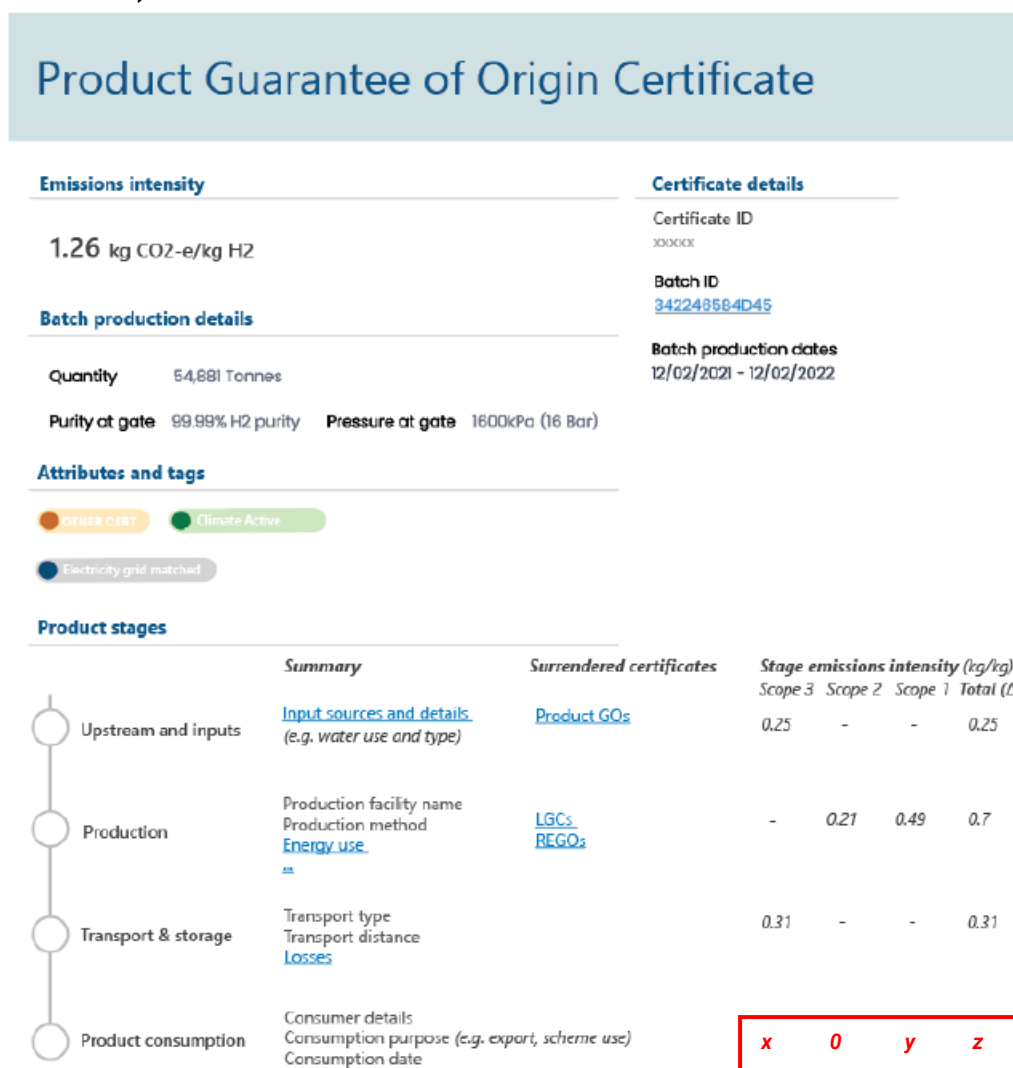 Product Guarantee of Origin Certificate
Emissions intensity
1.26 kg CO2-e/kg H2
Batch production details
Quantity 54,881 Tonnes
Purity at gate 99.99% H2 purity Pressure at gate 1600kPa (16 Bar)
Attributes and tags
OTHER CERT Climate Active
Electricity grid matched
Certificate details
Certificate ID
xxxxx
Batch ID
342246584D45
Batch production dates
12/02/2021 - 12/02/2022
Product stages
Summary Surrendered certificates Stage emissions intensity (kg/kg)
Scope 3 Scope 2 Scope 1 Total
Upstream and inputs Input sources and details Product GOs 0.25 - - 0.25
(e.g. water use and type)
Production facility name
Production Production method LGCs - 0.21 0.49 0.7
Energy use REGOs
...
Transport type 0.31 - - 0.31
Transport & storage Transport distance
Losses
Consumer details
Product consumption Consumption purpose (e.g. export, scheme use) x 0 y z
Consumption date